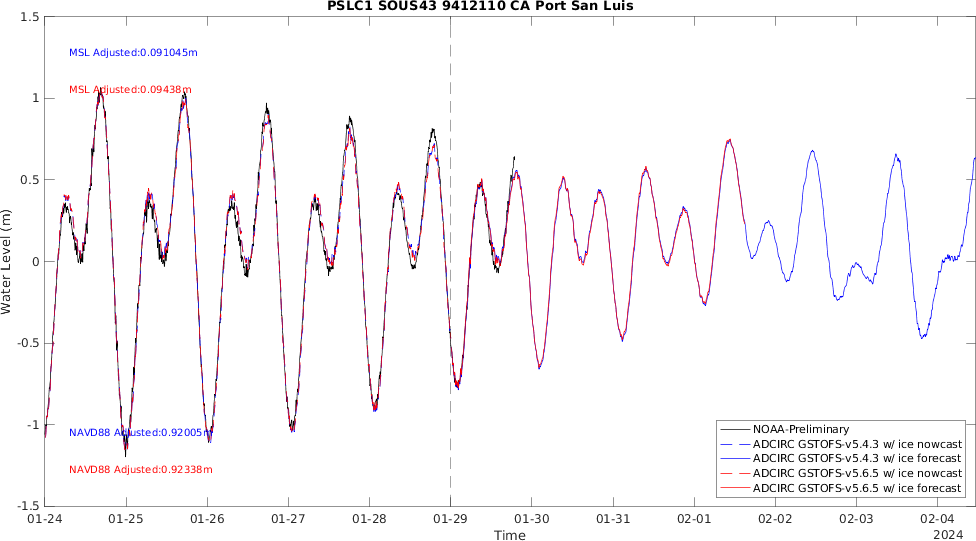 PSLC1 SOUS43 9412110 CA Port San Luis
1.5
MSL Adjusted:0.091045m
1
MSL Adjusted:0.09438m
0.5
Water Level (m)
0
-0.5
-1
NAVD88 Adjusted:0.92005m
NAVD88 Adjusted:0.92338m
-1.5
NOAA-Preliminary
ADCIRC GSTOFS-v5.4.3 w/ ice nowcast
ADCIRC GSTOFS-v5.4.3 w/ ice forecast
ADCIRC GSTOFS-v5.6.5 w/ ice nowcast
ADCIRC GSTOFS-v5.6.5 w/ ice forecast
01-24 01-25 01-26 01-27 01-28 01-29 01-30 01-31 02-01 02-02 02-03 02-04
Time
2024